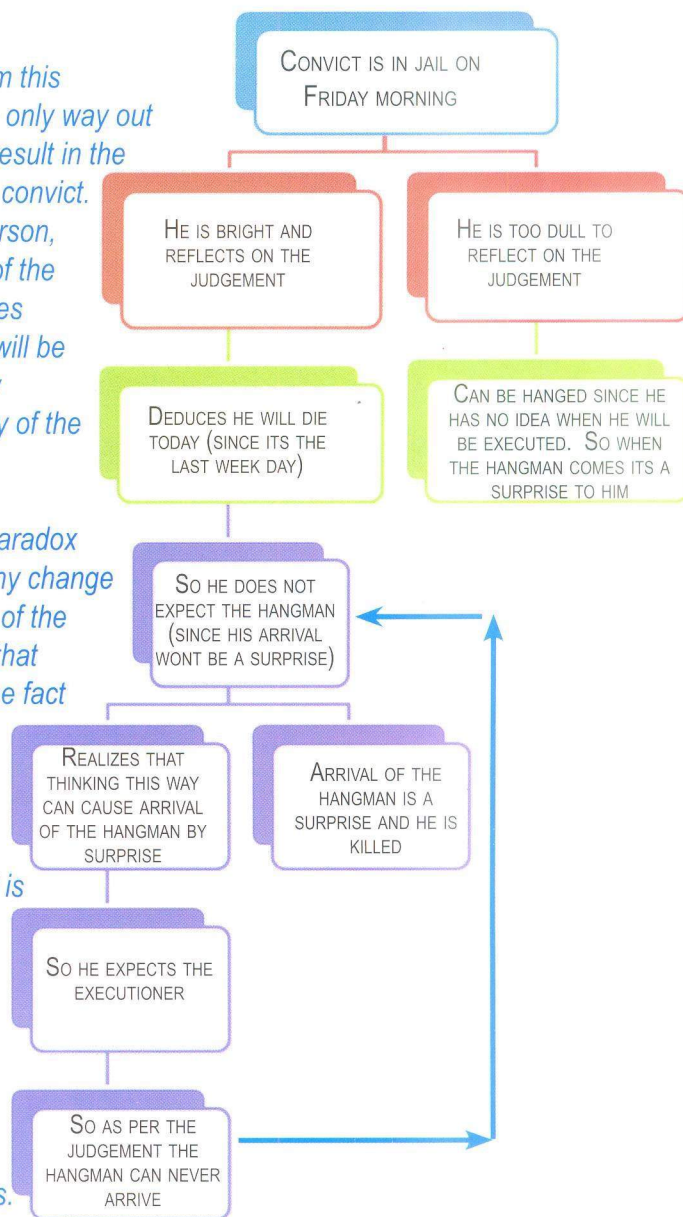 m this
only way out
esult in the
convict.
rson,
of the
es
will be
y of the
aradox
ny change
of the
that
e fact
is
s.
Convict is in jail on
Friday morning
He is bright and
reflects on the
judgement
He is too dull to
reflect on the
judgement
Deduces he will die
today (since its the
last week day)
Can be hanged since he
has no idea when he will
be executed. So when
the hangman comes its a
surprise to him
So he does not
expect the hangman
(since his arrival
wont be a surprise)
Realizes that
thinking this way
can cause arrival
of the hangman by
surprise
Arrival of the
hangman is a
surprise and he is
killed
So he expects the
executioner
So as per the
judgement the
hangman can never
arrive